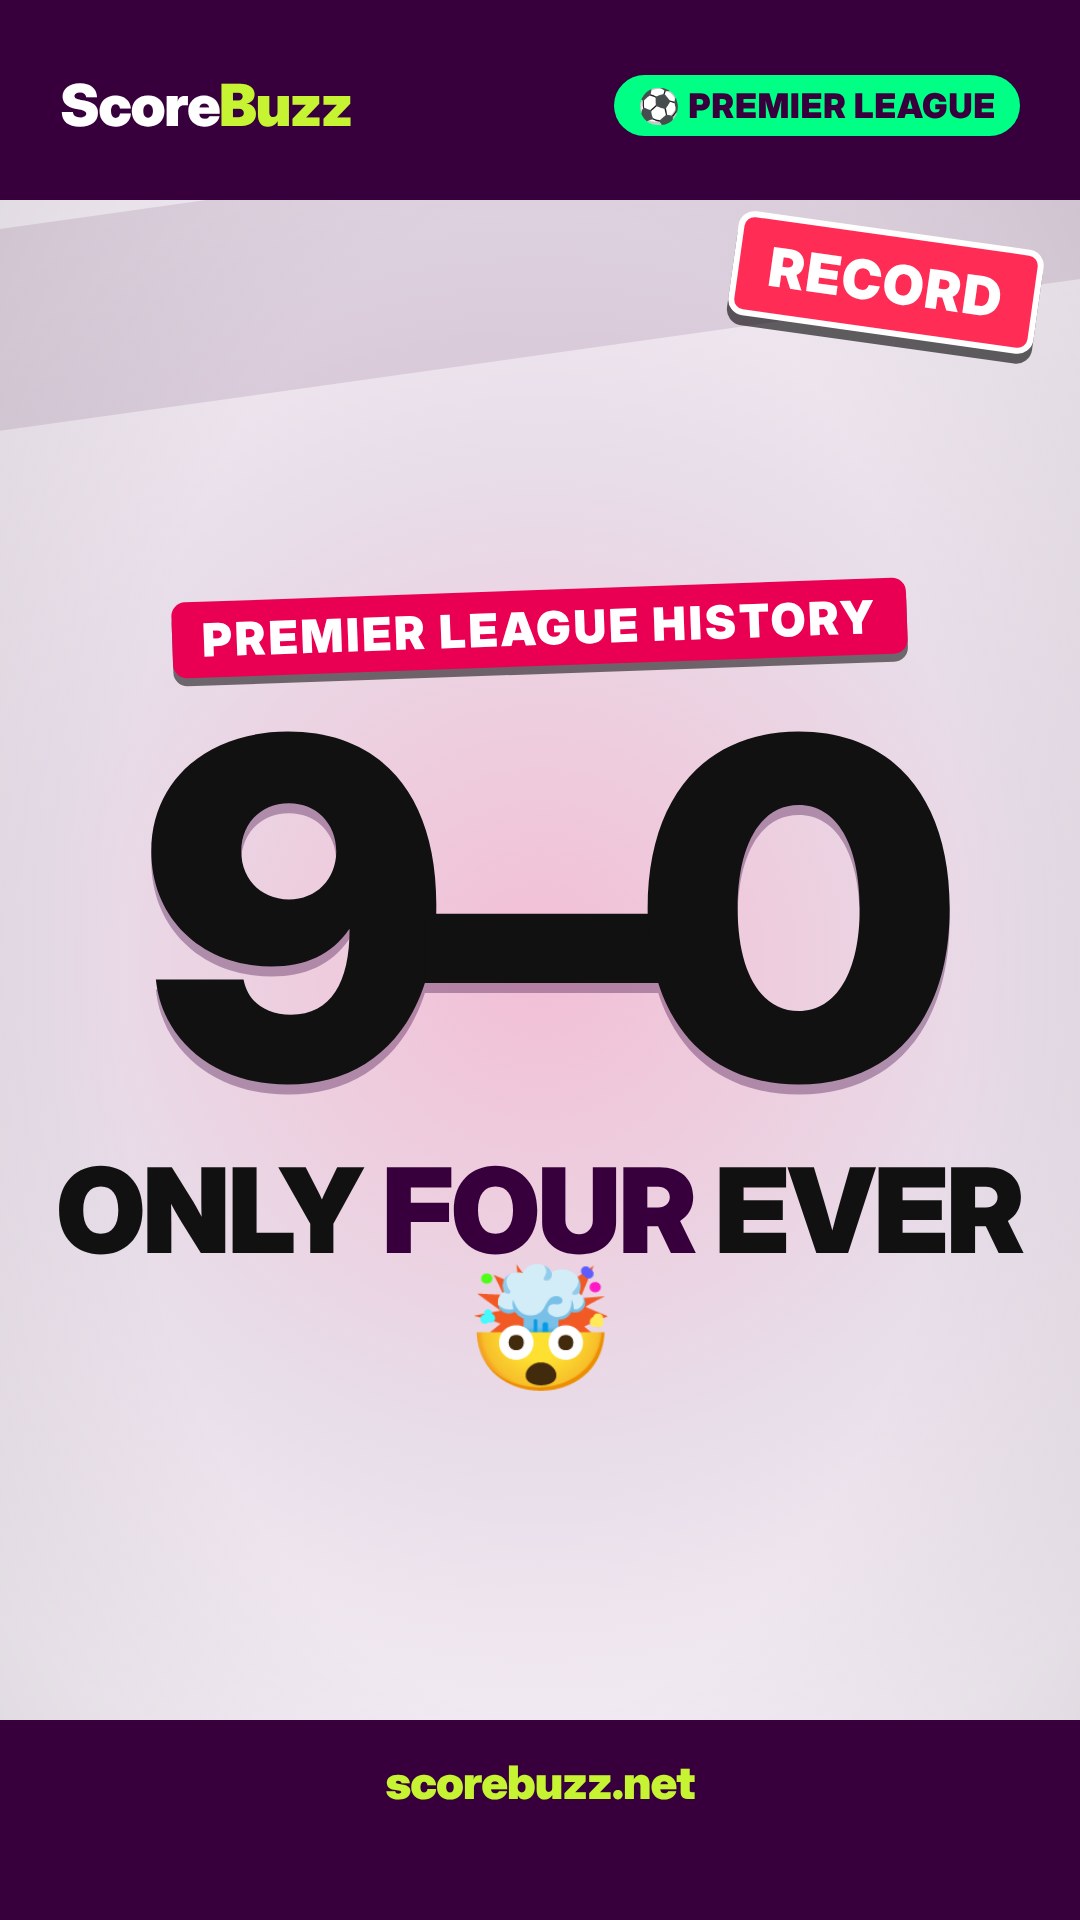 ScoreBuzz
⚽ PREMIER LEAGUE
RECORD
PREMIER LEAGUE HISTORY
9–0
ONLY FOUR EVER
🤯
scorebuzz.net